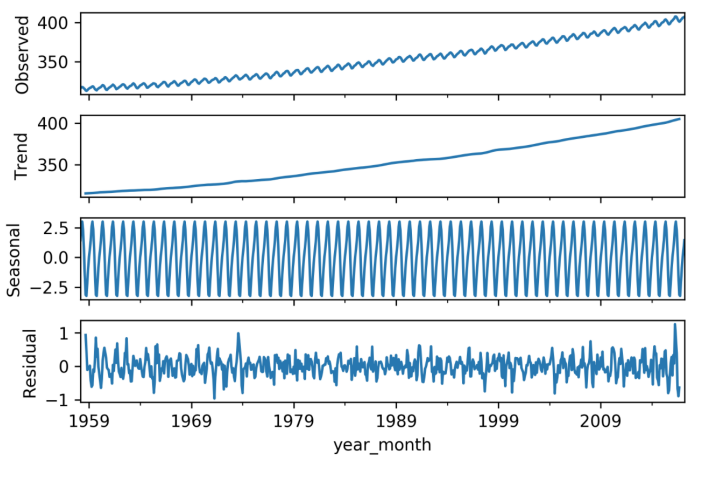 Observed
400
350
Trend
400
350
Seasonal
2.5
0.0
−2.5
Residual
1
0
−1
1959 1969 1979 1989 1999 2009
year_month